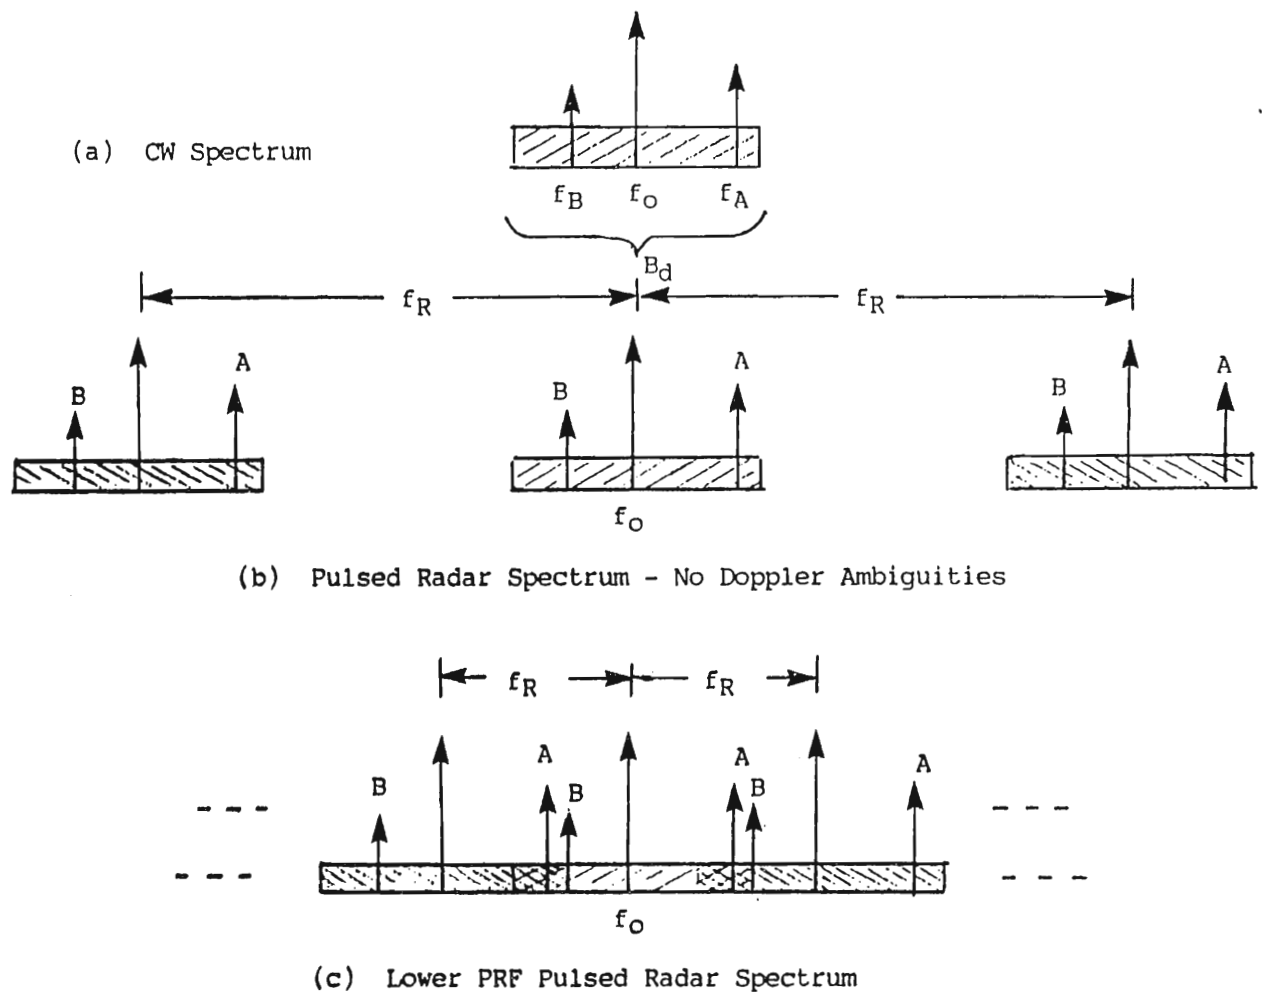 (a) CW Spectrum
f_B f_o f_A
B_d
f_R f_R
B A B A B A
f_o
(b) Pulsed Radar Spectrum - No Doppler Ambiguities
f_R f_R
B A B A B A
f_o
(c) Lower PRF Pulsed Radar Spectrum